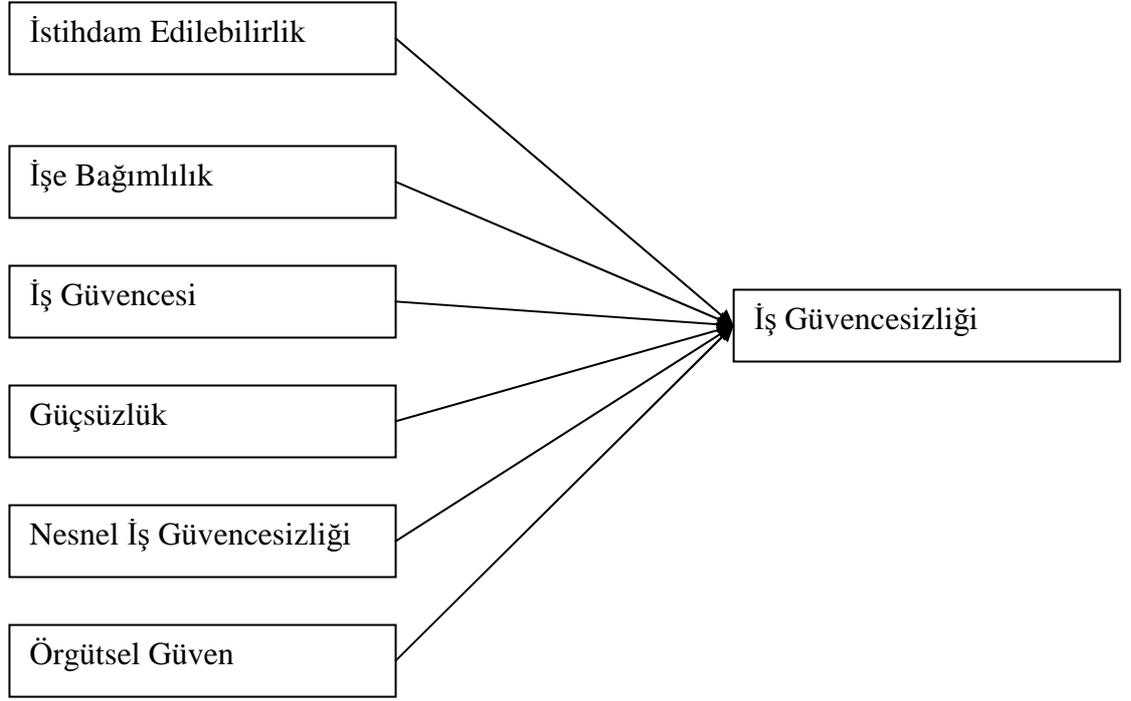 İstihdam Edilebilirlik
İşe Bağımlılık
İş Güvencesi
Güçsüzlük
Nesnel İş Güvencesizliği
Örgütsel Güven
İş Güvencesizliği